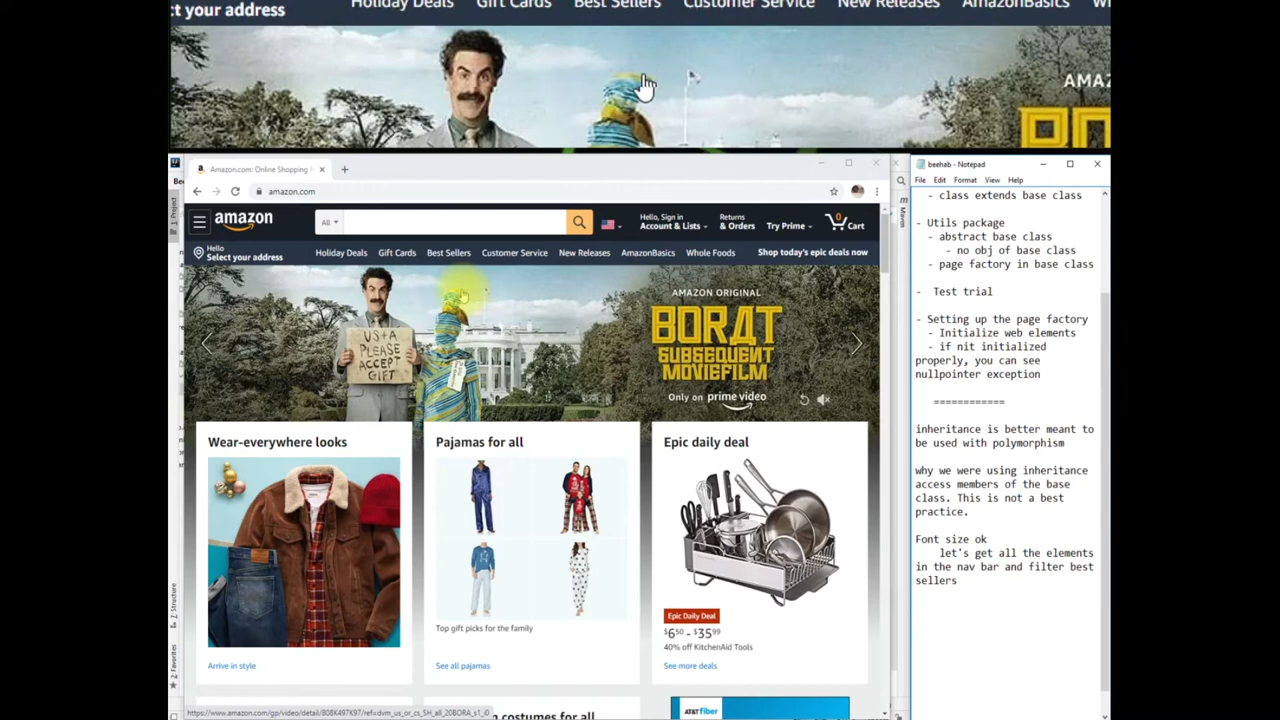 ct your address
Holiday Deals Gift Cards Best Sellers Customer Service New Releases AmazonBasics
AMAZ
Amazon.com: Online Shopping
amazon.com
beehab - Notepad
File Edit Format View Help
amazon
All
Hello, Sign in
Account & Lists
Returns
& Orders
Try Prime
0
Cart
Hello
Select your address
Holiday Deals Gift Cards Best Sellers Customer Service New Releases AmazonBasics Whole Foods Shop today's epic deals now
US+A
PLEASE
ACCEPT
GIFT
AMAZON ORIGINAL
BORAT
SUBSEQUENT
MOVIEFILM
Only on prime video
Wear-everywhere looks
Arrive in style
Pajamas for all
Top gift picks for the family
See all pajamas
Epic daily deal
Epic Daily Deal
$650 - $3599
40% off KitchenAid Tools
See more deals
costumes for all
AT&T fiber
https://www.amazon.com/gp/video/detail/B08K497K97/ref=dvm_us_or_cs_SH_all_20BORA_s1_i0
- class extends base class
- Utils package
- abstract base class
- no obj of base class
- page factory in base class
- Test trial
- Setting up the page factory
- Initialize web elements
- if nit initialized
properly, you can see
nullpointer exception
============
inheritance is better meant to
be used with polymorphism
why we were using inheritance
access members of the base
class. This is not a best
practice.
Font size ok
let's get all the elements
in the nav bar and filter best
sellers
1: Project
Maven
Z: Structure
2: Favorites